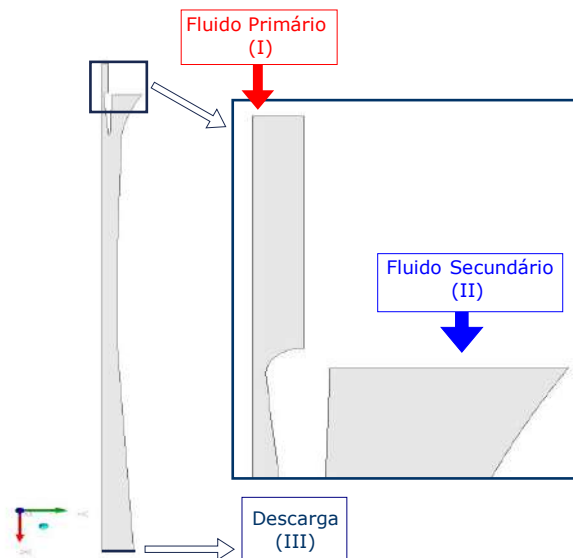 Fluido Primário
(I)
Fluido Secundário
(II)
Descarga
(III)